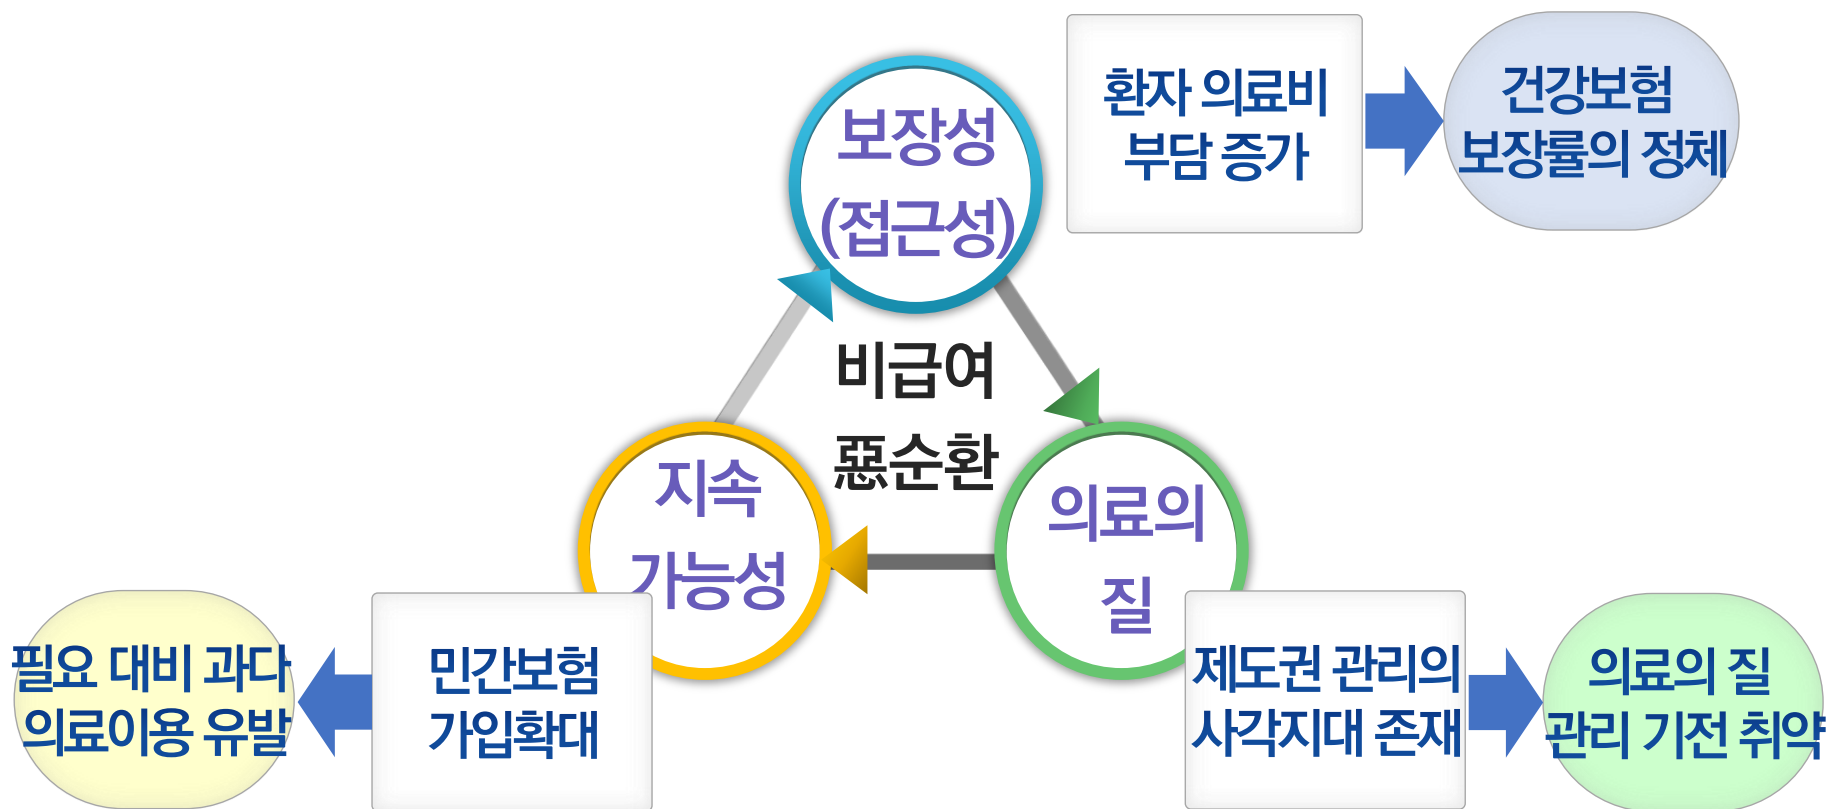 보장성
(접근성)
환자 의료비
부담 증가
건강보험
보장률의 정체
비급여
惡순환
지속
가능성
의료의
질
필요 대비 과다
의료이용 유발
민간보험
가입확대
제도권 관리의
사각지대 존재
의료의 질
관리 기전 취약